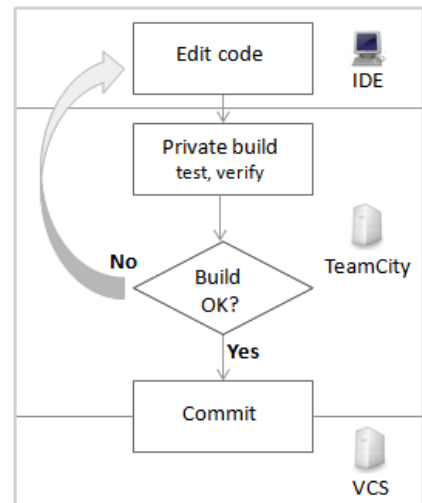 Edit code
IDE
Private build
test, verify
TeamCity
No
Build
OK?
Yes
Commit
VCS